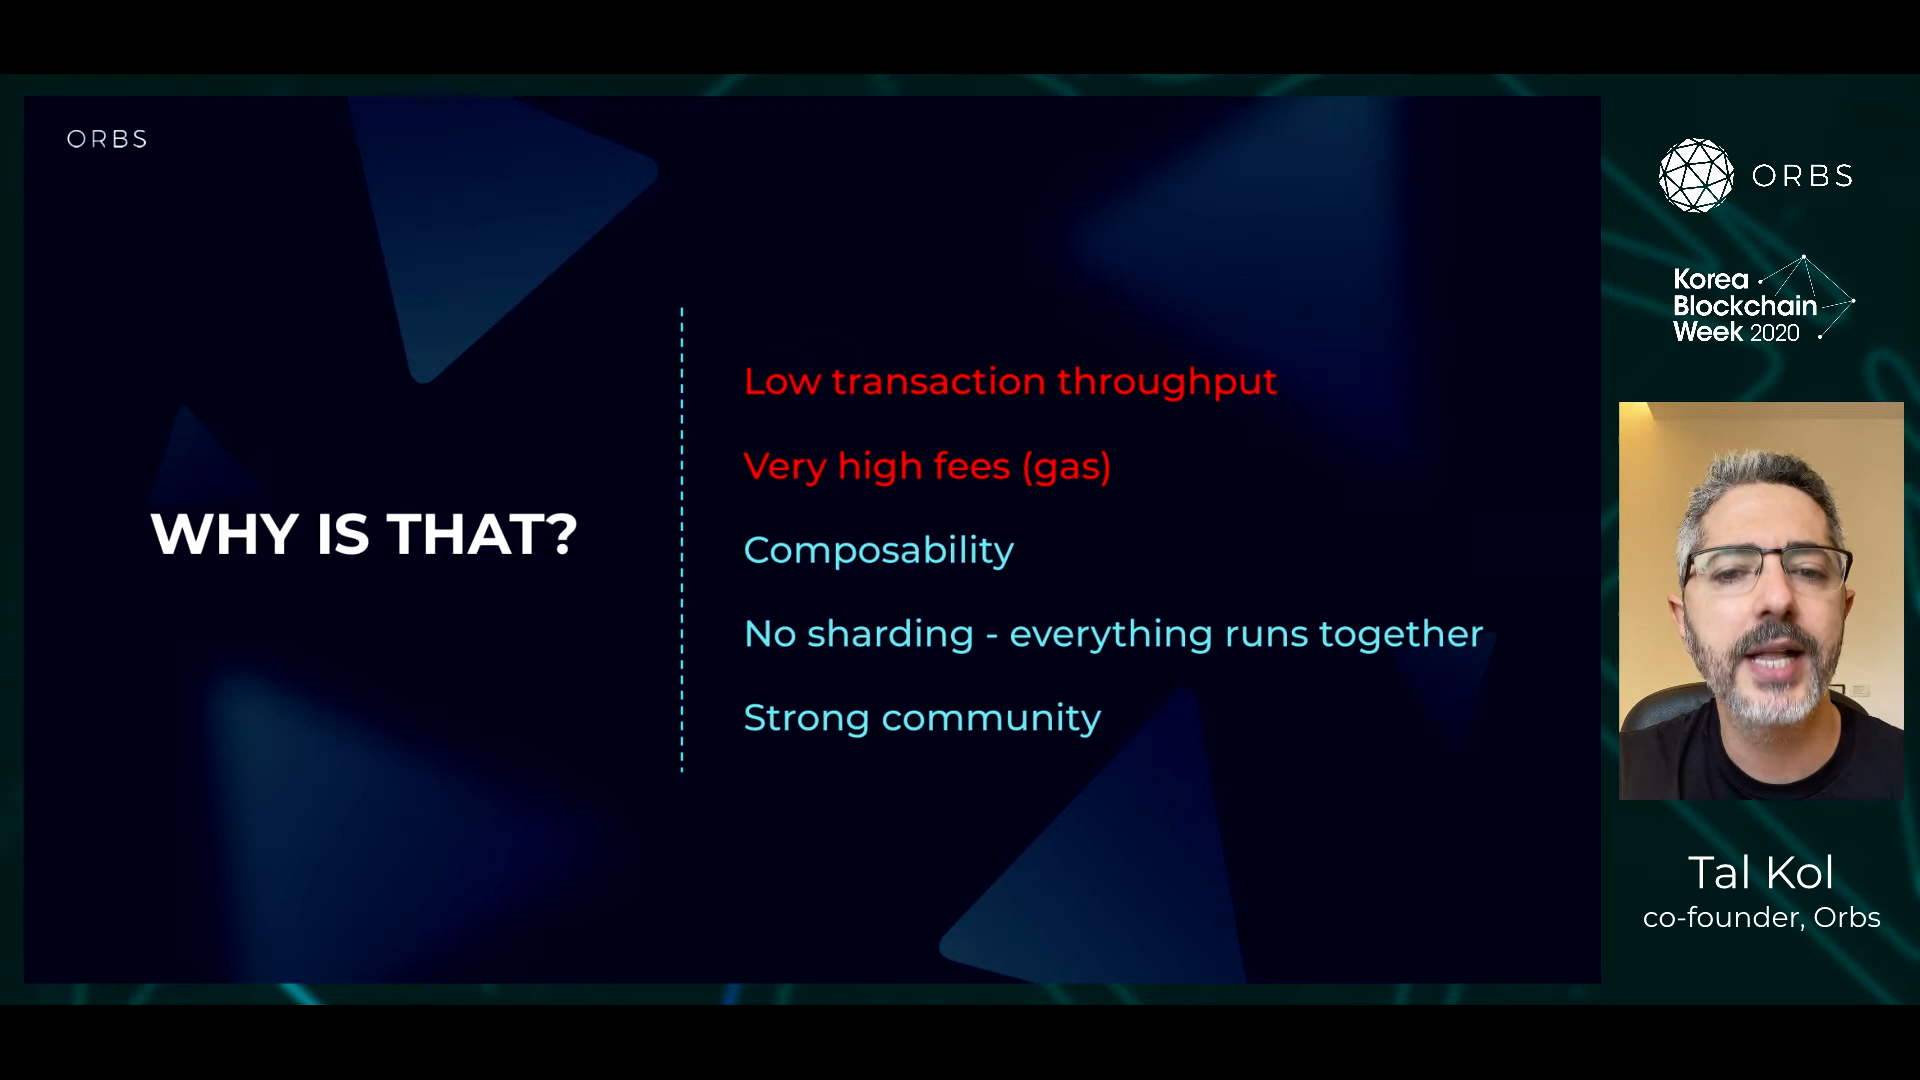 ORBS
WHY IS THAT?
Low transaction throughput
Very high fees (gas)
Composability
No sharding - everything runs together
Strong community
ORBS
Korea
Blockchain
Week 2020
Tal Kol
co-founder, Orbs